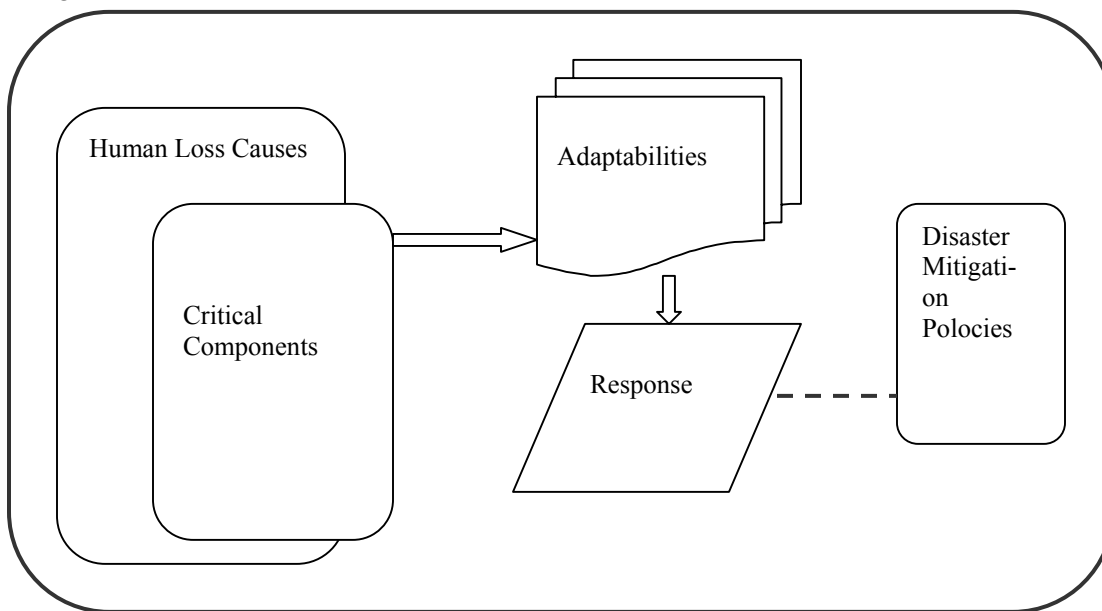 Human Loss Causes
Critical
Components
Adaptabilities
Response
Disaster
Mitigati-
on
Polocies